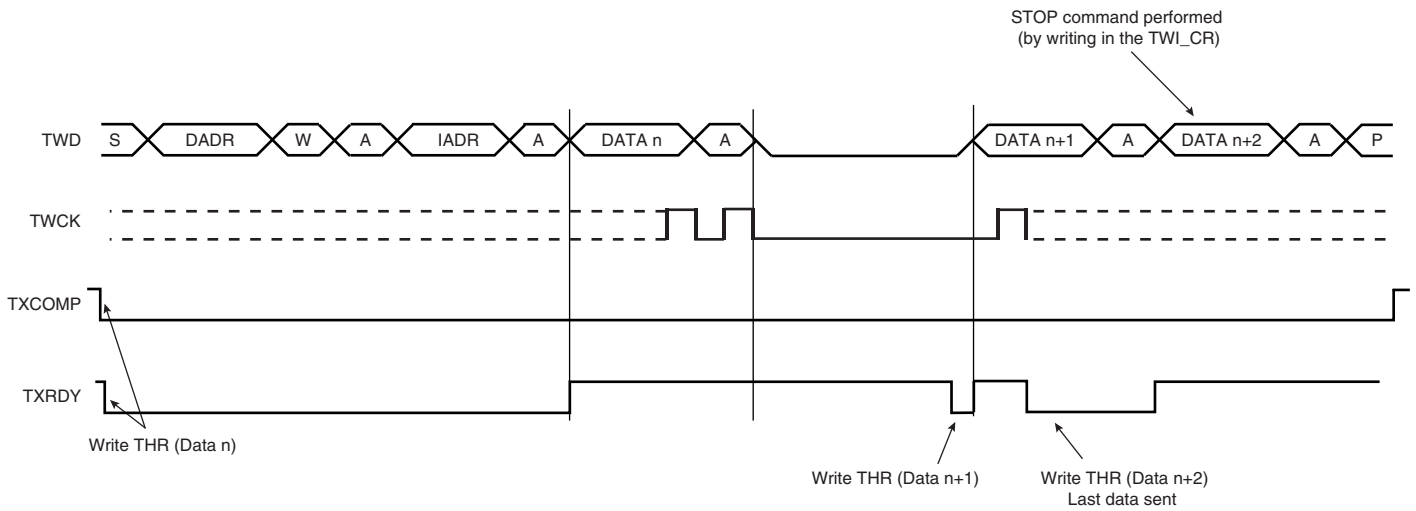 STOP command performed
(by writing in the TWI_CR)
TWD S DADR W A IADR A DATA n A DATA n+1 A DATA n+2 A P
TWCK
TXCOMP
TXRDY
Write THR (Data n)
Write THR (Data n+1)
Write THR (Data n+2)
Last data sent